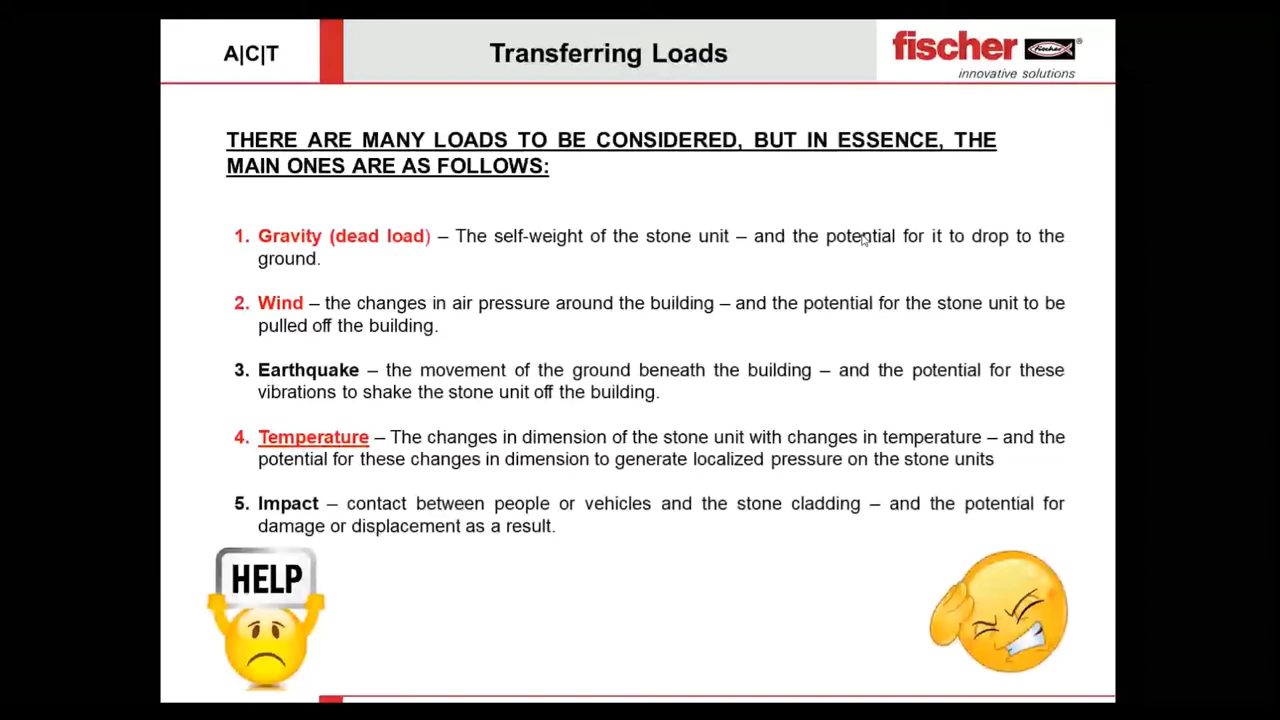 A|C|T
Transferring Loads
fischer
fischer
®
innovative solutions
THERE ARE MANY LOADS TO BE CONSIDERED, BUT IN ESSENCE, THE
MAIN ONES ARE AS FOLLOWS:
1. Gravity (dead load) – The self-weight of the stone unit – and the potential for it to drop to the
ground.
2. Wind – the changes in air pressure around the building – and the potential for the stone unit to be
pulled off the building.
3. Earthquake – the movement of the ground beneath the building – and the potential for these
vibrations to shake the stone unit off the building.
4. Temperature – The changes in dimension of the stone unit with changes in temperature – and the
potential for these changes in dimension to generate localized pressure on the stone units
5. Impact – contact between people or vehicles and the stone cladding – and the potential for
damage or displacement as a result.
HELP